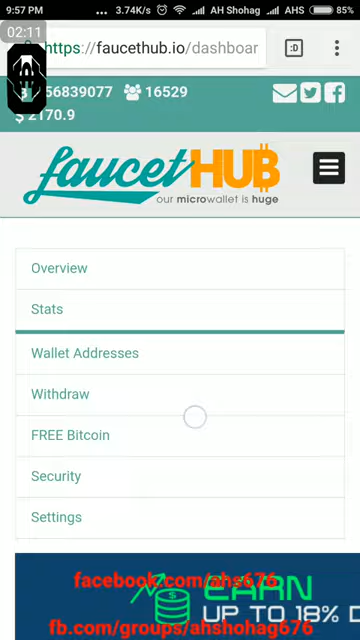 9:57 PM ... 3.74K/s AH Shohag AHS 85%
02:11
https://faucethub.io/dashboar :D
56839077 16529
$ 2170.9
faucetHUB
our microwallet is huge
Overview
Stats
Wallet Addresses
Withdraw
FREE Bitcoin
Security
Settings
EARN
facebook.com/ahs676
UP TO 18% D
fb.com/groups/ahshohag676